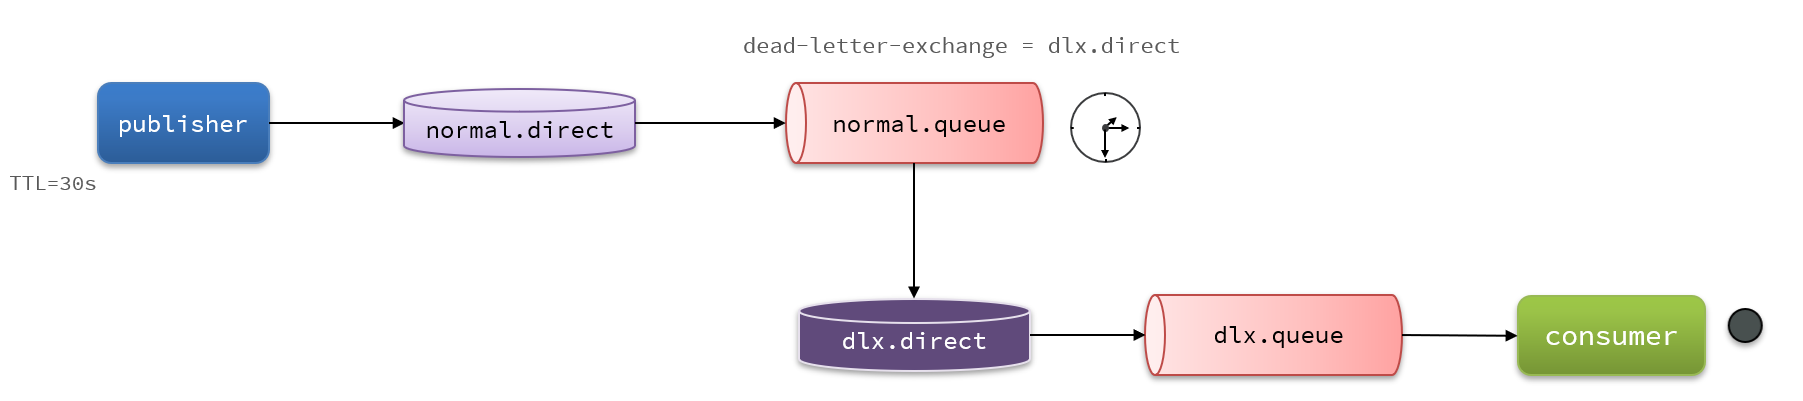 dead-letter-exchange = dlx.direct
publisher
normal.direct
normal.queue
TTL=30s
dlx.direct
dlx.queue
consumer